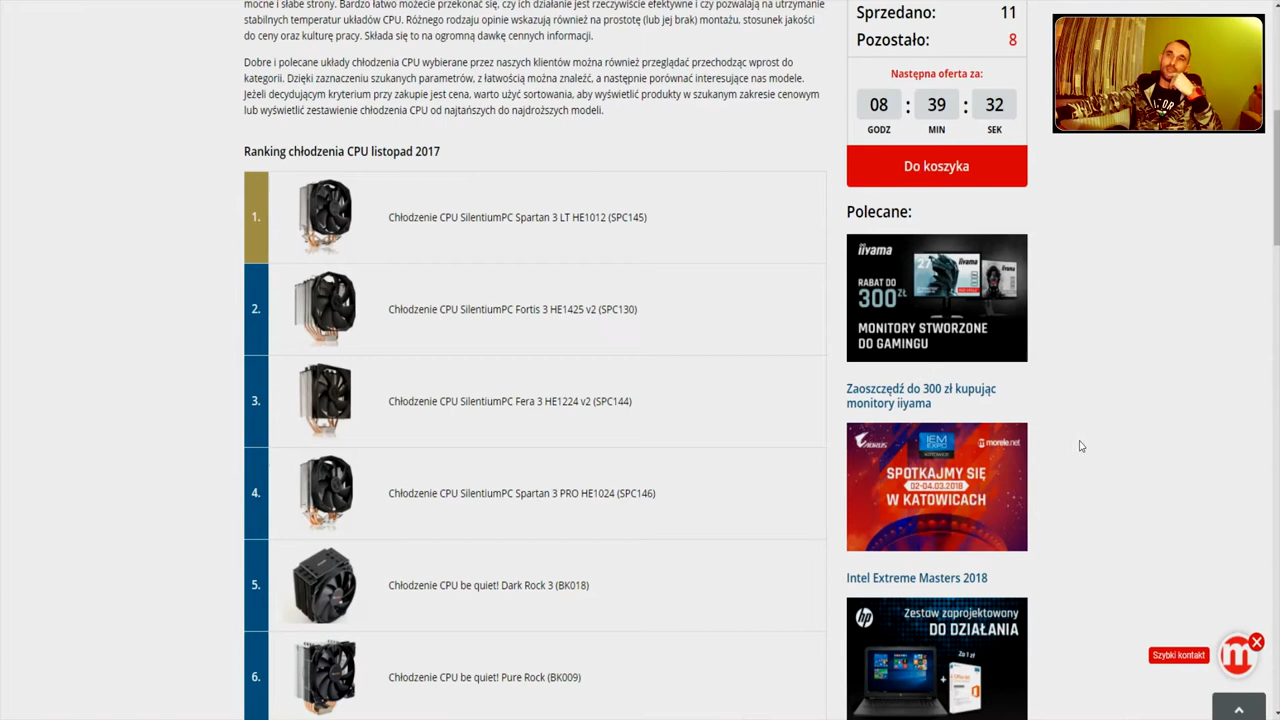 mocne i słabe strony. Bardzo łatwo możecie przekonać się, czy ich działanie jest rzeczywiście efektywne i czy pozwalają na utrzymanie
stabilnych temperatur układów CPU. Różnego rodzaju opinie wskazują również na prostotę (lub jej brak) montażu, stosunek jakości
do ceny oraz kulturę pracy. Składa się to na ogromną dawkę cennych informacji.
Dobre i polecane układy chłodzenia CPU wybierane przez naszych klientów można również przeglądać przechodząc wprost do
kategorii. Dzięki zaznaczeniu szukanych parametrów, z łatwością można znaleźć, a następnie porównać interesujące nas modele.
Jeżeli decydującym kryterium przy zakupie jest cena, warto użyć sortowania, aby wyświetlić produkty w szukanym zakresie cenowym
lub wyświetlić zestawienie chłodzenia CPU od najtańszych do najdroższych modeli.
Ranking chłodzenia CPU listopad 2017
1. Chłodzenie CPU SilentiumPC Spartan 3 LT HE1012 (SPC145)
2. Chłodzenie CPU SilentiumPC Fortis 3 HE1425 v2 (SPC130)
3. Chłodzenie CPU SilentiumPC Fera 3 HE1224 v2 (SPC144)
4. Chłodzenie CPU SilentiumPC Spartan 3 PRO HE1024 (SPC146)
5. Chłodzenie CPU be quiet! Dark Rock 3 (BK018)
6. Chłodzenie CPU be quiet! Pure Rock (BK009)
Sprzedano: 11
Pozostało: 8
Następna oferta za:
08 : 39 : 32
GODZ MIN SEK
Do koszyka
Polecane:
iiyama
RABAT DO
300ZŁ
MONITORY STWORZONE
DO GAMINGU
Zaoszczędź do 300 zł kupując
monitory iiyama
AORUS IEM EXPO KATOWICE morele.net
SPOTKAJMY SIĘ
02-04.03.2018
W KATOWICACH
Intel Extreme Masters 2018
hp Zestaw zaprojektowany
DO DZIAŁANIA
Za 1 zł
Szybki kontakt
m